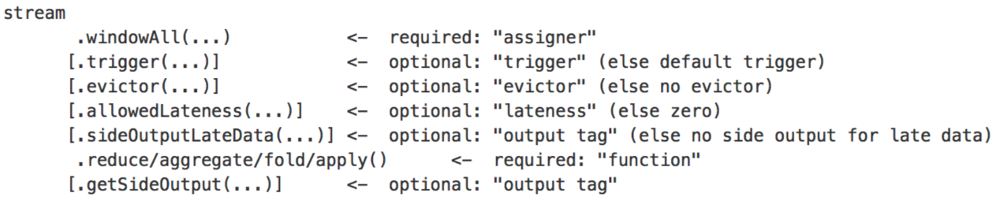 stream
.windowAll(...) <- required: "assigner"
[.trigger(...)] <- optional: "trigger" (else default trigger)
[.evictor(...)] <- optional: "evictor" (else no evictor)
[.allowedLateness(...)] <- optional: "lateness" (else zero)
[.sideOutputLateData(...)] <- optional: "output tag" (else no side output for late data)
.reduce/aggregate/fold/apply() <- required: "function"
[.getSideOutput(...)] <- optional: "output tag"